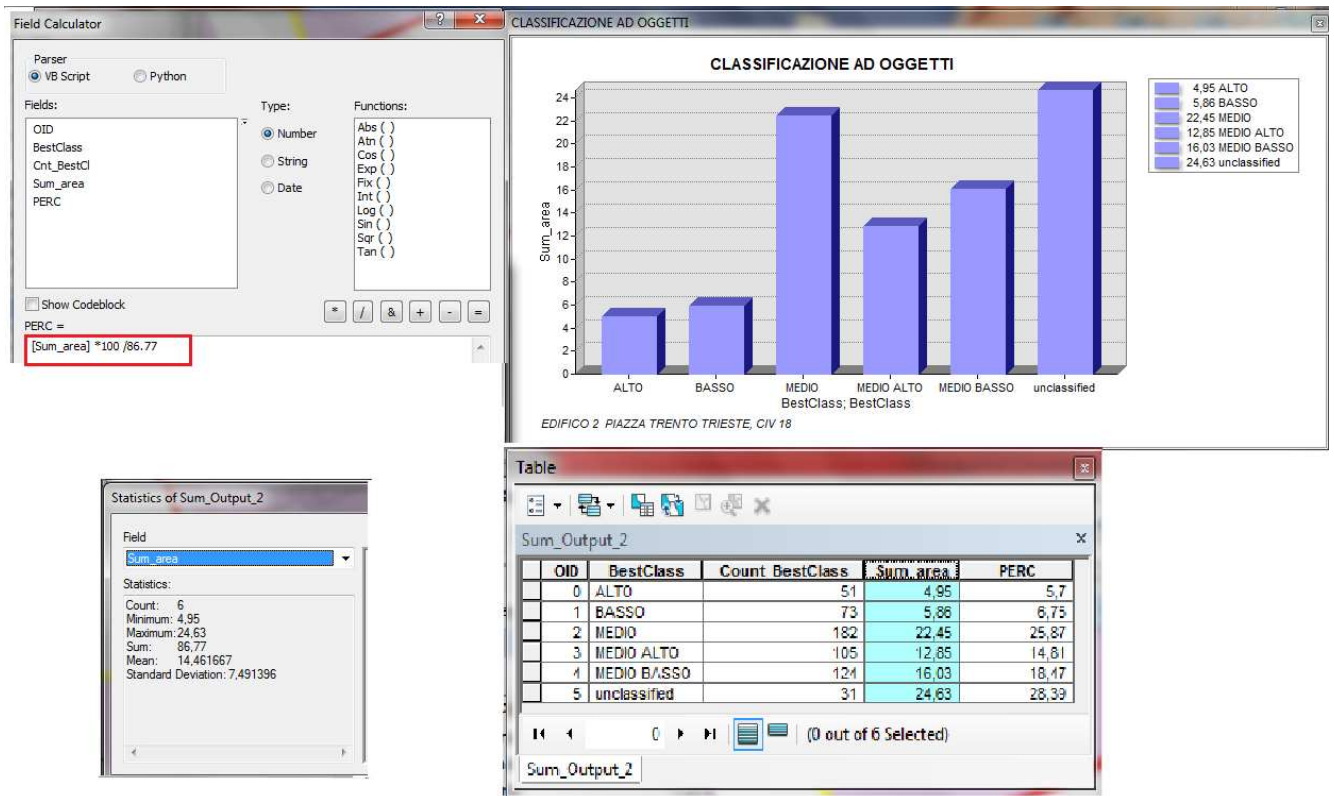 Field Calculator
Parser
VB Script
Python
Fields:
OID
BestClass
Cnt_BestCl
Sum_area
PERC
Type:
Number
String
Date
Functions:
Abs ( )
Atn ( )
Cos ( )
Exp ( )
Fix ( )
Int ( )
Log ( )
Sin ( )
Sqr ( )
Tan ( )
Show Codeblock
* / & + - =
PERC =
[Sum_area] *100 /86.77
CLASSIFICAZIONE AD OGGETTI
CLASSIFICAZIONE AD OGGETTI
Sum_area
24
22
20
18
16
14
12
10
8
6
4
2
0
ALTO
BASSO
MEDIO
MEDIO ALTO
MEDIO BASSO
unclassified
BestClass; BestClass
EDIFICO 2 PIAZZA TRENTO TRIESTE, CIV 18
4,95 ALTO
5,86 BASSO
22,45 MEDIO
12,85 MEDIO ALTO
16,03 MEDIO BASSO
24,63 unclassified
Statistics of Sum_Output_2
Field
Sum_area
Statistics:
Count: 6
Minimum: 4,95
Maximum: 24,63
Sum: 86,77
Mean: 14,461667
Standard Deviation: 7,491396
Table
Sum_Output_2
OID BestClass Count BestClass Sum_area PERC
0 ALTO 51 4,95 5,7
1 BASSO 73 5,86 6,75
2 MEDIO 182 22,45 25,87
3 MEDIO ALTO 105 12,85 14,81
4 MEDIO BASSO 124 16,03 18,47
5 unclassified 31 24,63 28,39
0
(0 out of 6 Selected)
Sum_Output_2